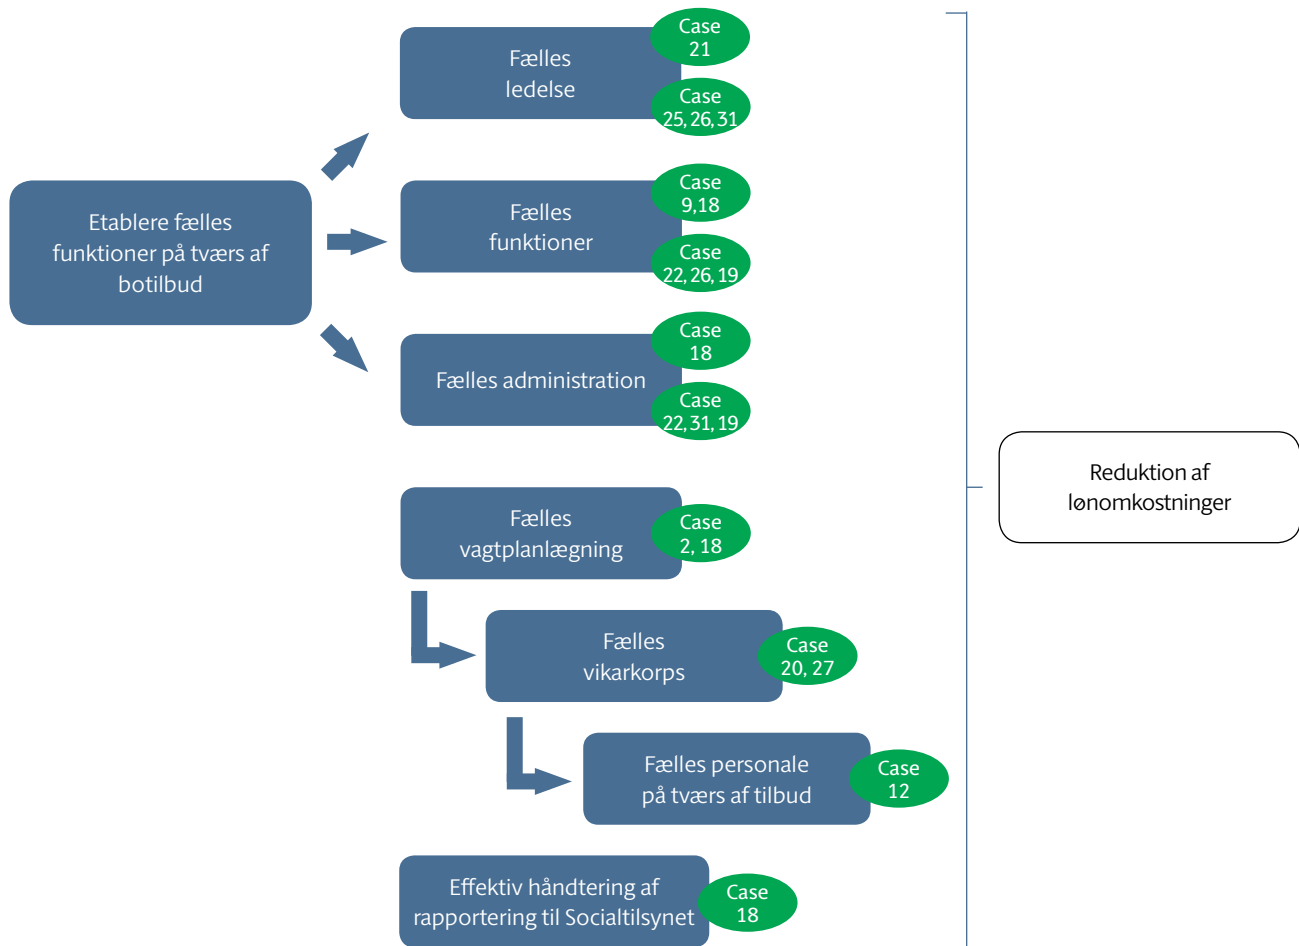 Etablere fælles
funktioner på tværs af
botilbud
Fælles
ledelse
Case
21
Case
25, 26, 31
Fælles
funktioner
Case
9,18
Case
22, 26, 19
Fælles administration
Case
18
Case
22, 31, 19
Fælles
vagtplanlægning
Case
2, 18
Fælles
vikarkorps
Case
20, 27
Fælles personale
på tværs af tilbud
Case
12
Effektiv håndtering af
rapportering til Socialtilsynet
Case
18
Reduktion af
lønomkostninger